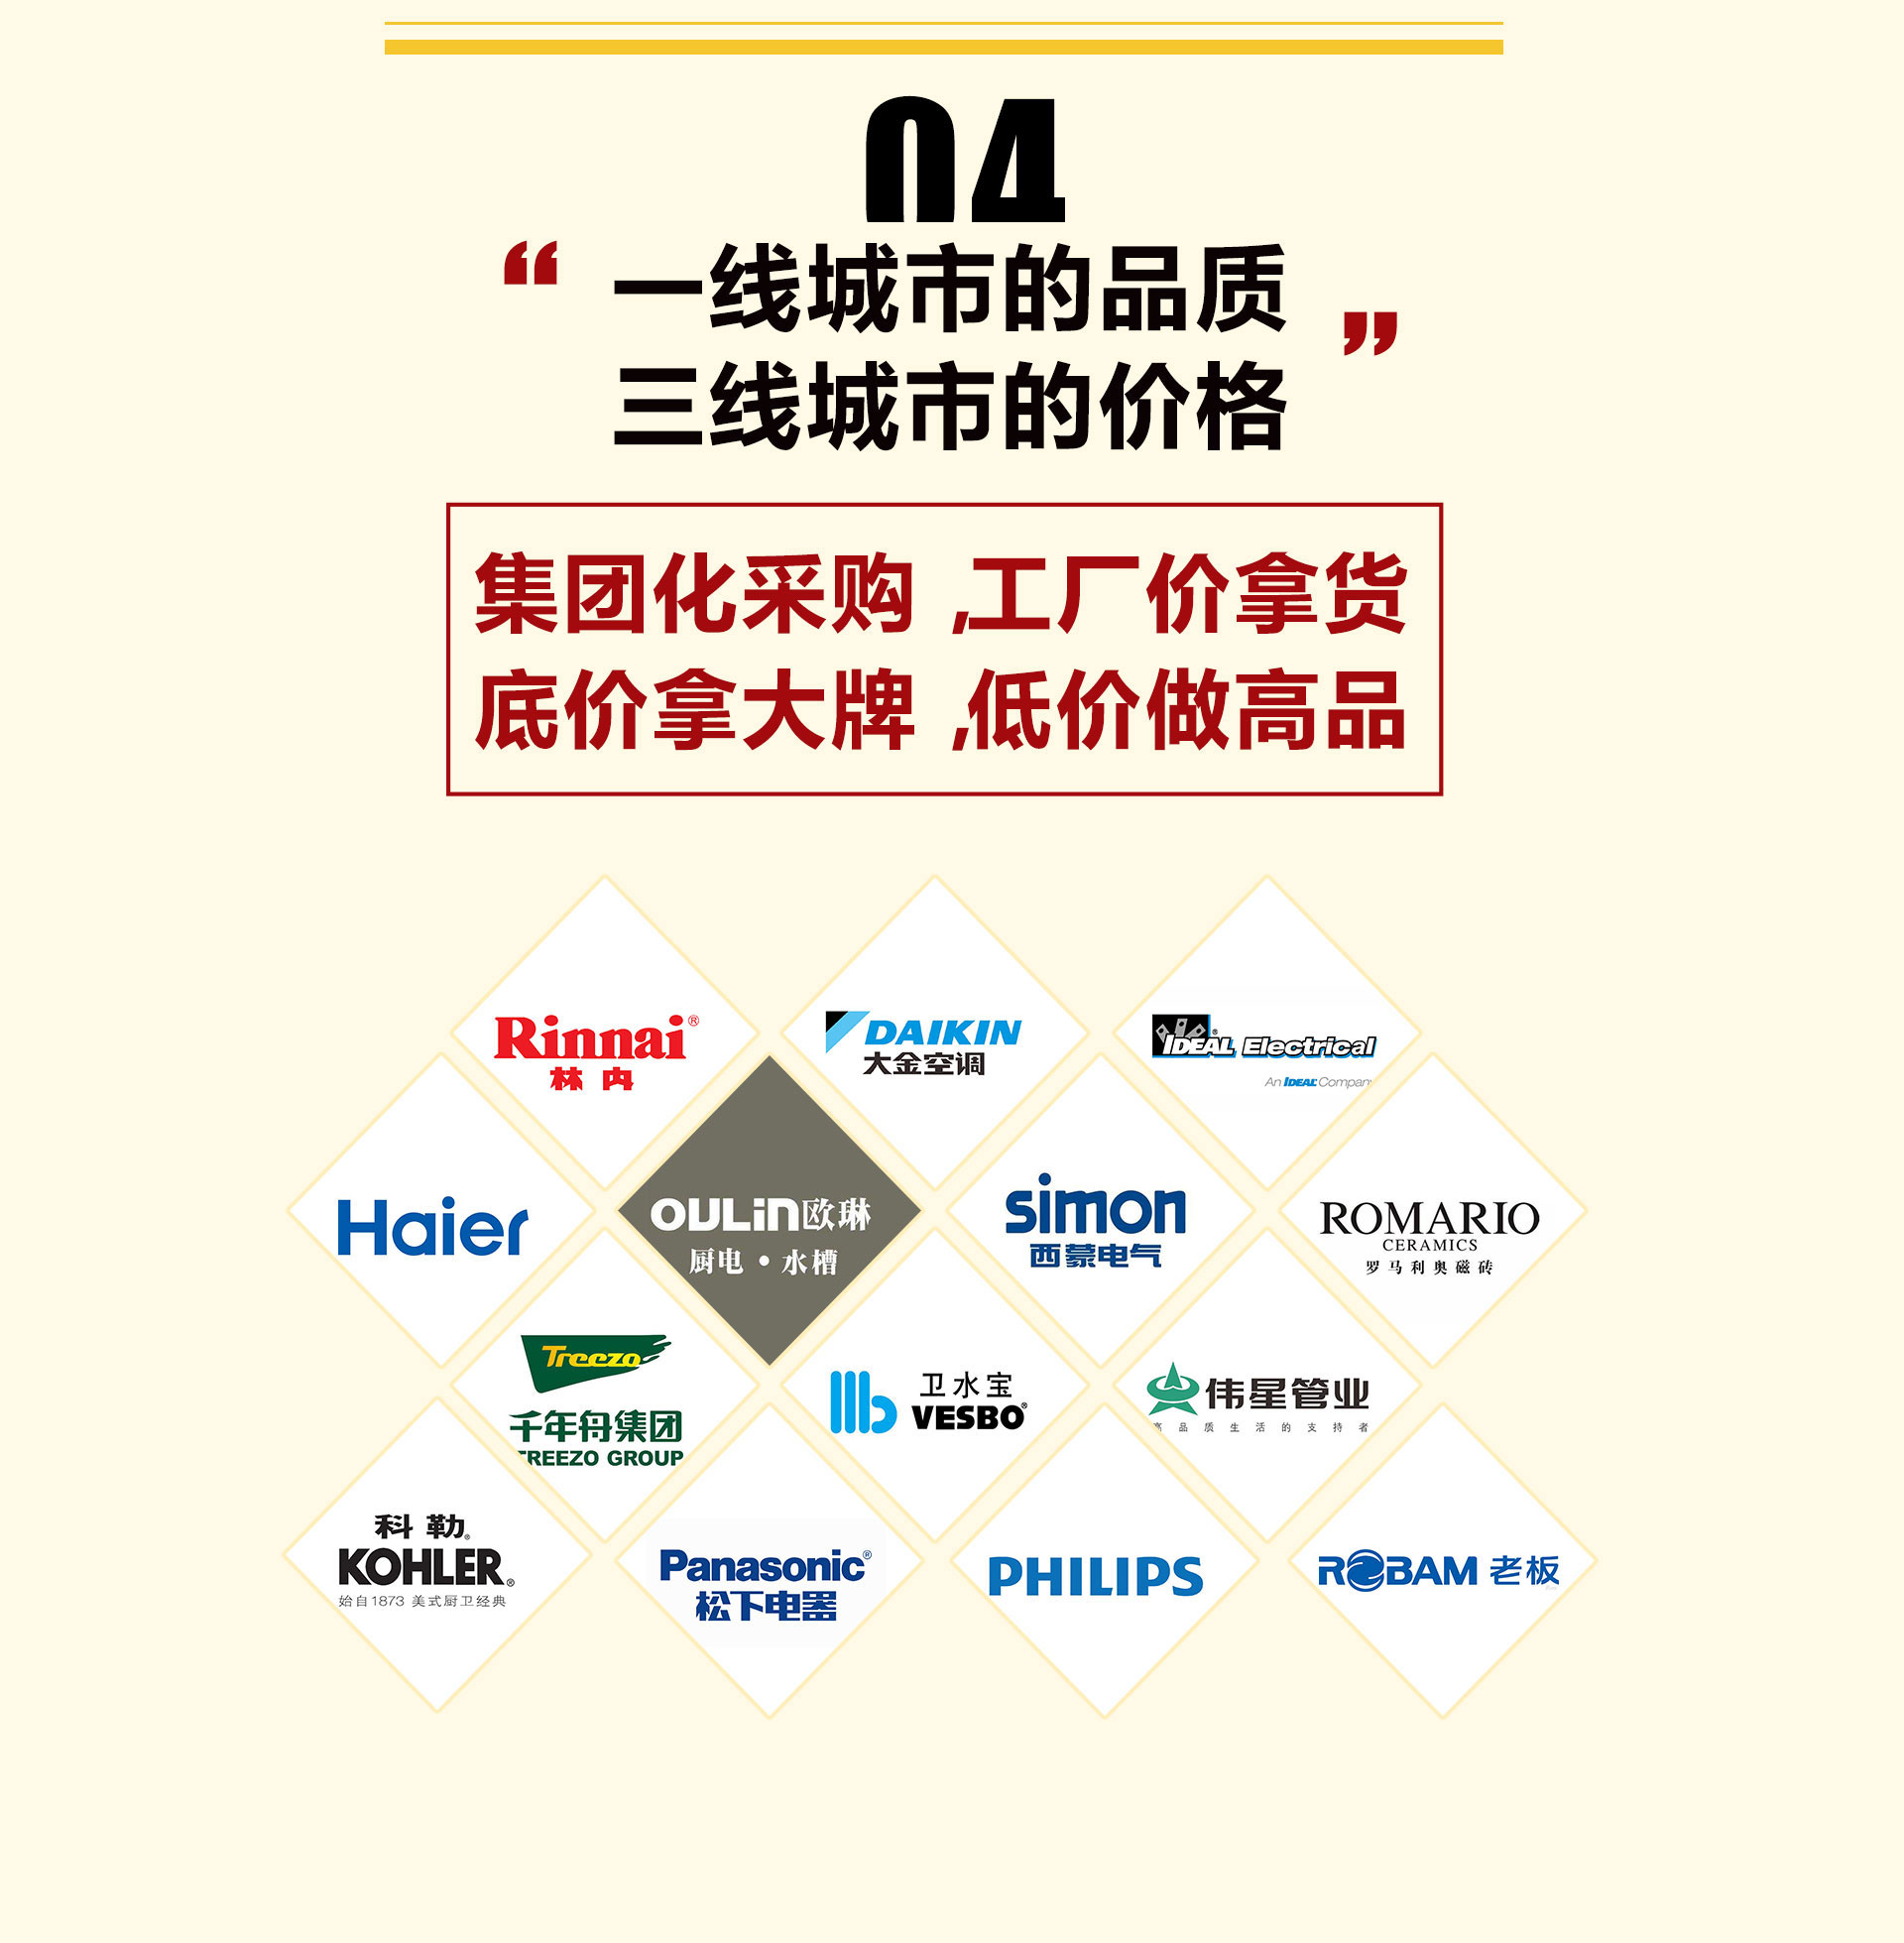 04
“ 一线城市的品质
三线城市的价格 ”
集团化采购,工厂价拿货
底价拿大牌,低价做高品
Rinnai®
林内
DAIKIN
大金空调
IDEAL® Electrical
An IDEAL Company
Haier
OULIN欧琳
厨电·水槽
simon
西蒙电气
ROMARIO
CERAMICS
罗马利奥磁砖
Treezo
千年舟集团
TREEZO GROUP
卫水宝
VESBO®
伟星管业
高品质生活的支持者
科勒®
KOHLER®
始自1873 美式厨卫经典
Panasonic®
松下电器
PHILIPS
ROBAM 老板